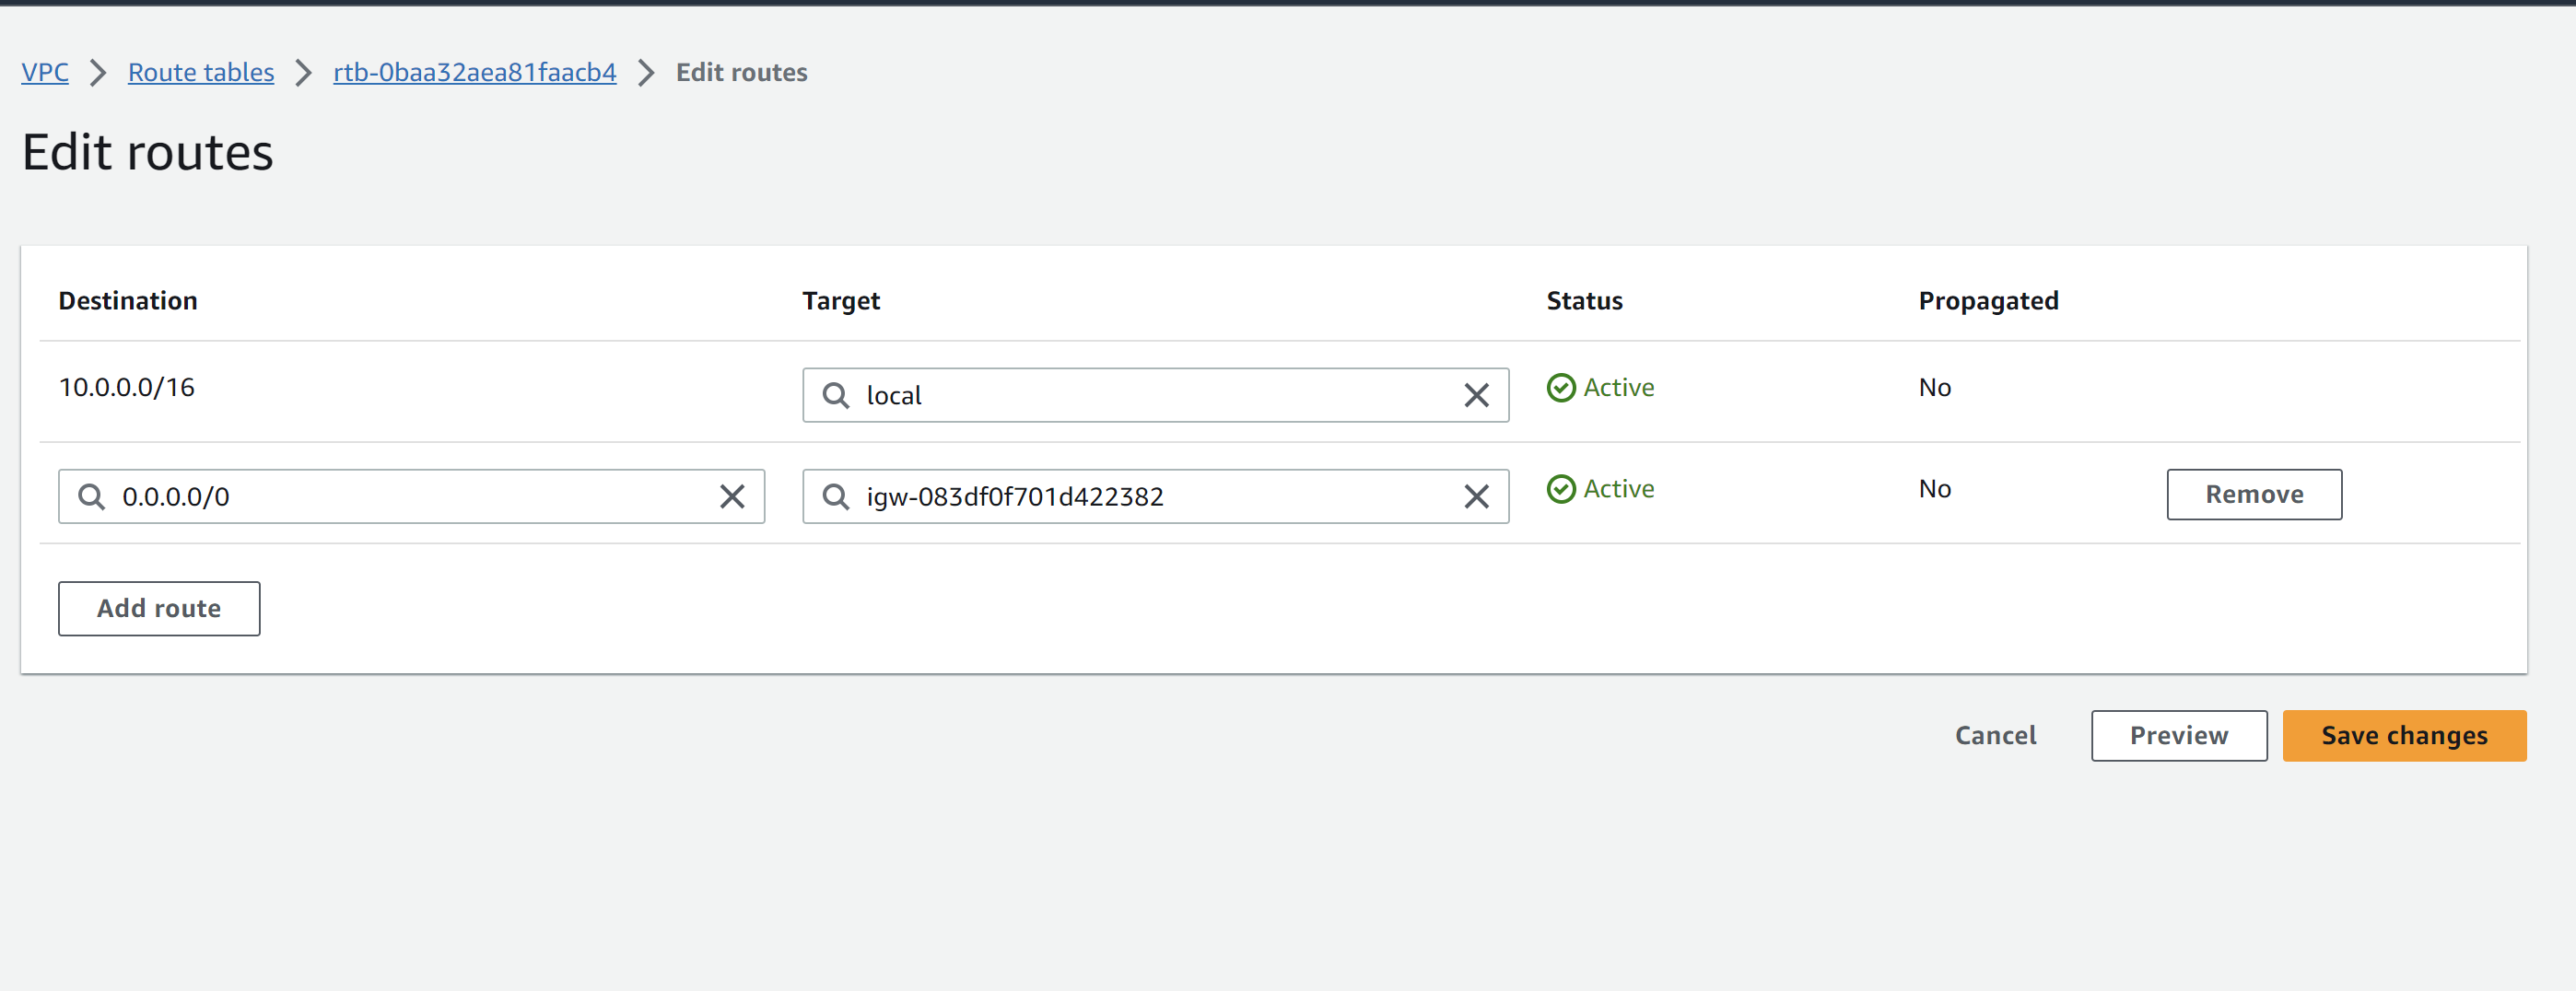 VPC > Route tables > rtb-0baa32aea81faacb4 > Edit routes
Edit routes
Destination Target Status Propagated
10.0.0.0/16 local Active No
0.0.0.0/0 igw-083df0f701d422382 Active No Remove
Add route
Cancel Preview Save changes